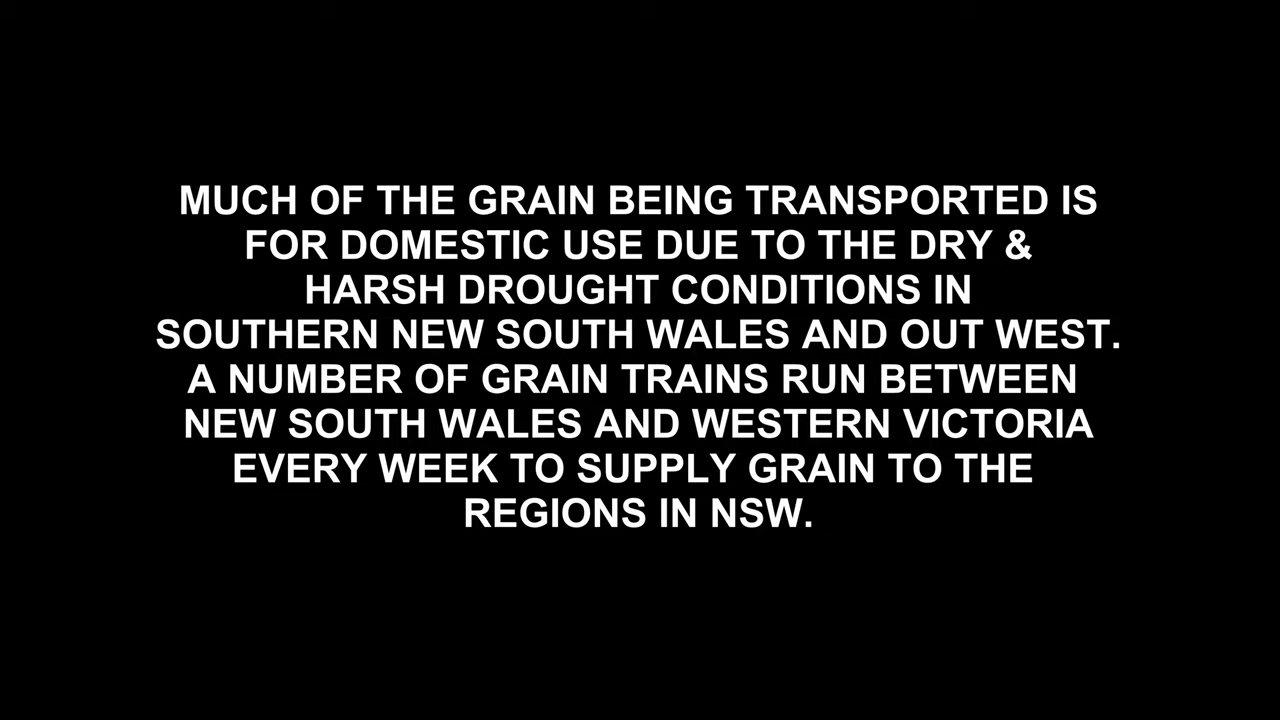 MUCH OF THE GRAIN BEING TRANSPORTED IS
FOR DOMESTIC USE DUE TO THE DRY &
HARSH DROUGHT CONDITIONS IN
SOUTHERN NEW SOUTH WALES AND OUT WEST.
A NUMBER OF GRAIN TRAINS RUN BETWEEN
NEW SOUTH WALES AND WESTERN VICTORIA
EVERY WEEK TO SUPPLY GRAIN TO THE
REGIONS IN NSW.